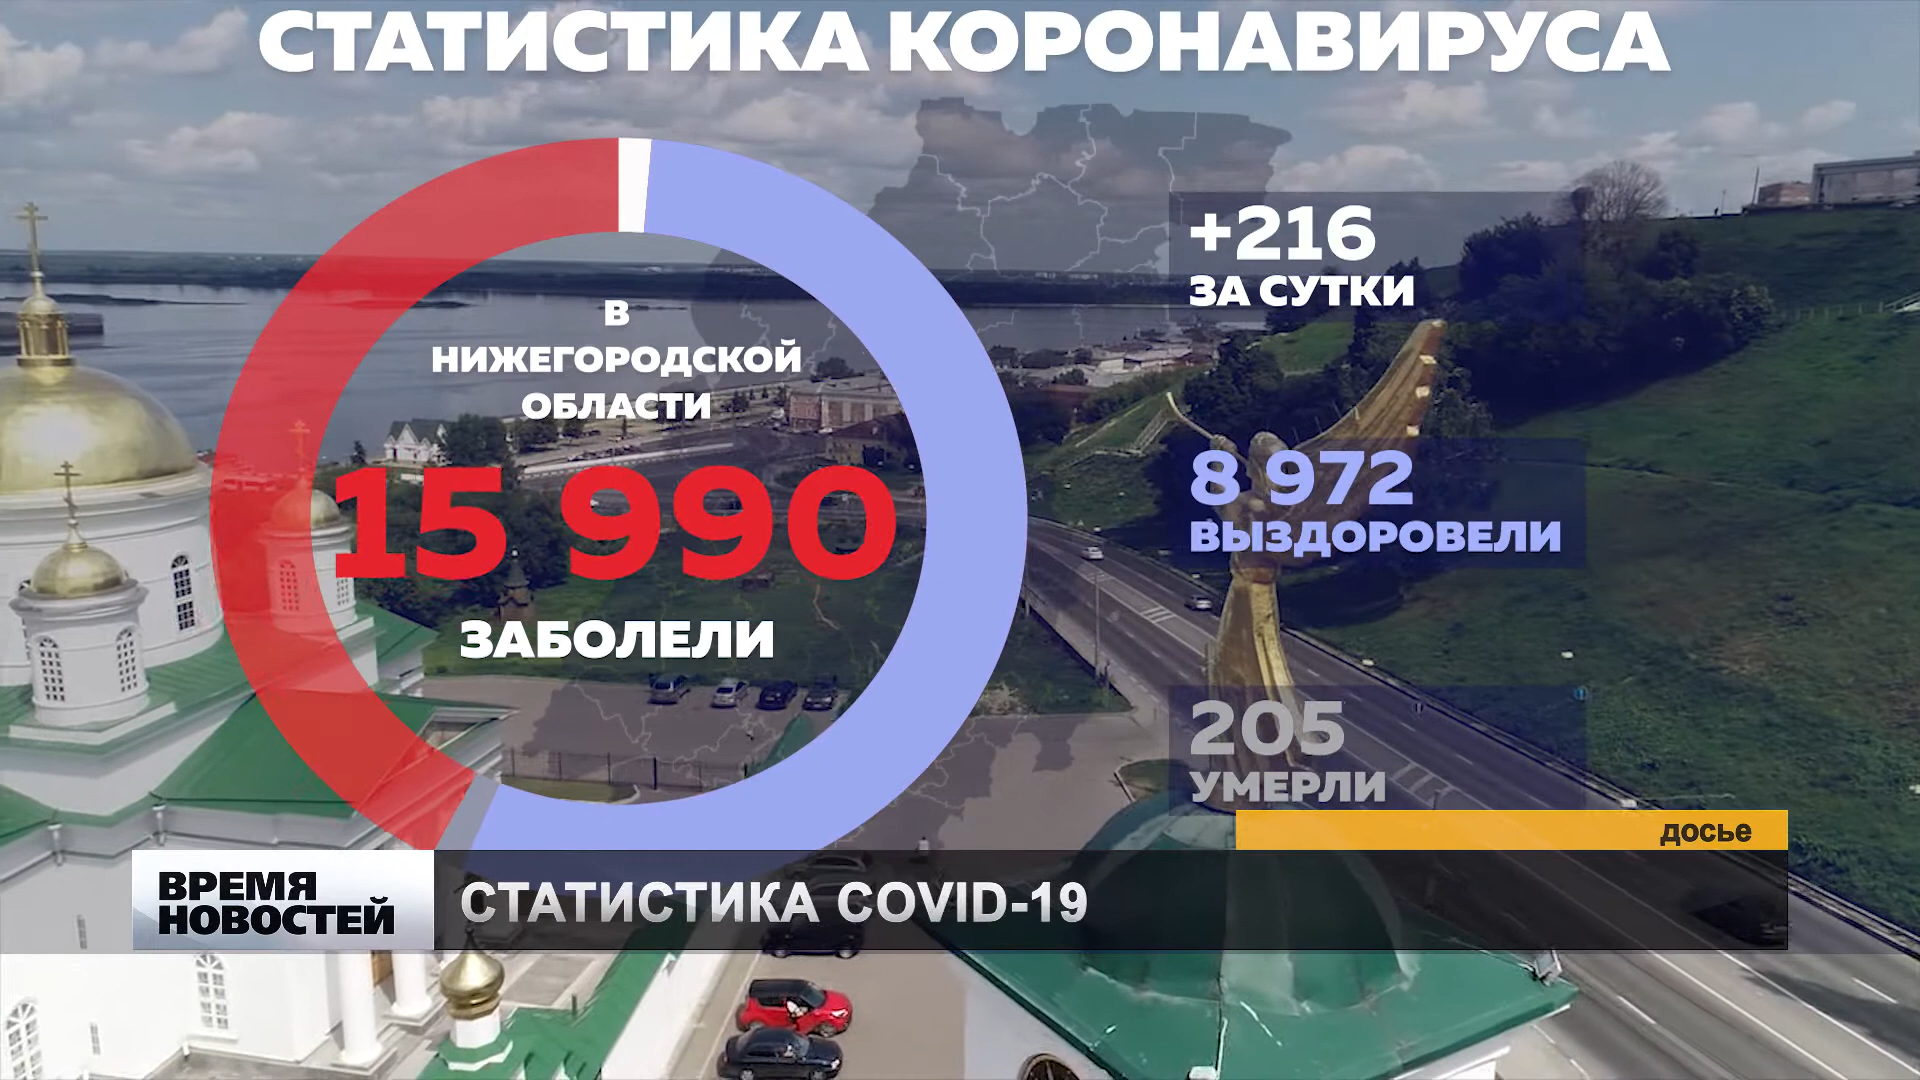 СТАТИСТИКА КОРОНАВИРУСА
В
НИЖЕГОРОДСКОЙ
ОБЛАСТИ
15 990
ЗАБОЛЕЛИ
+216
ЗА СУТКИ
8 972
ВЫЗДОРОВЕЛИ
205
УМЕРЛИ
досье
ВРЕМЯ
НОВОСТЕЙ
СТАТИСТИКА COVID-19